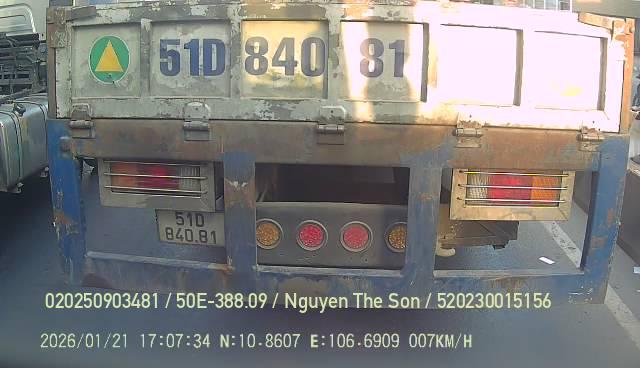 51D 840 81
51D
840.81
020250903481 / 50E-388.09 / Nguyen The Son / 520230015156
2026/01/21 17:07:34 N:10.8607 E:106.6909 007KM/H